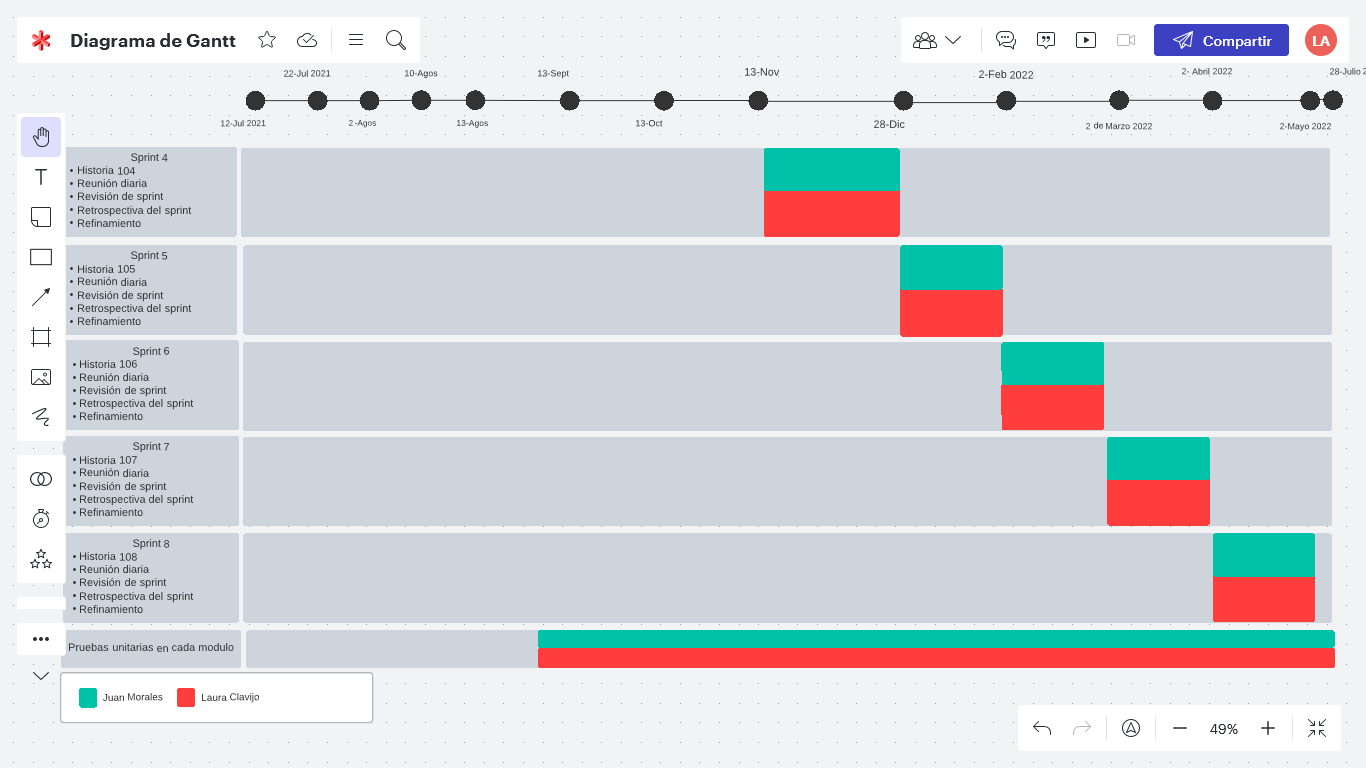 Diagrama de Gantt
Compartir
LA
22-Jul 2021
10-Agos
13-Sept
13-Nov
2-Feb 2022
2- Abril 2022
28-Julio 2
12-Jul 2021
2-Agos
13-Agos
13-Oct
28-Dic
2 de Marzo 2022
2-Mayo 2022
Sprint 4
• Historia 104
• Reunión diaria
• Revisión de sprint
• Retrospectiva del sprint
• Refinamiento
Sprint 5
• Historia 105
• Reunión diaria
• Revisión de sprint
• Retrospectiva del sprint
• Refinamiento
Sprint 6
• Historia 106
• Reunión diaria
• Revisión de sprint
• Retrospectiva del sprint
• Refinamiento
Sprint 7
• Historia 107
• Reunión diaria
• Revisión de sprint
• Retrospectiva del sprint
• Refinamiento
Sprint 8
• Historia 108
• Reunión diaria
• Revisión de sprint
• Retrospectiva del sprint
• Refinamiento
Pruebas unitarias en cada modulo
Juan Morales
Laura Clavijo
49%